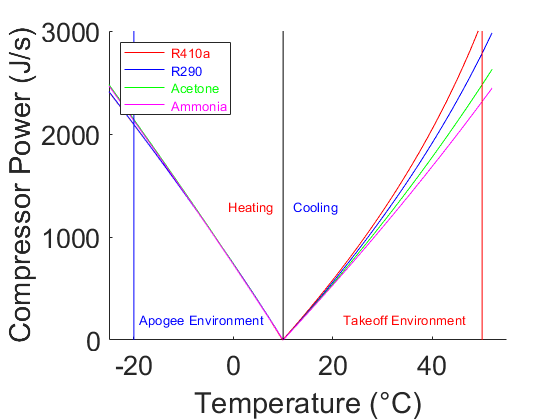 Compressor Power (J/s)
3000
2000
1000
0
R410a
R290
Acetone
Ammonia
Heating
Cooling
Apogee Environment
Takeoff Environment
-20
0
20
40
Temperature (°C)